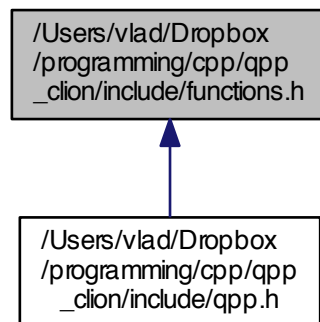 /Users/vlad/Dropbox
/programming/cpp/qpp
_clion/include/functions.h
/Users/vlad/Dropbox
/programming/cpp/qpp
_clion/include/qpp.h